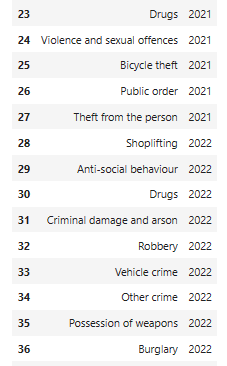 23 Drugs 2021
24 Violence and sexual offences 2021
25 Bicycle theft 2021
26 Public order 2021
27 Theft from the person 2021
28 Shoplifting 2022
29 Anti-social behaviour 2022
30 Drugs 2022
31 Criminal damage and arson 2022
32 Robbery 2022
33 Vehicle crime 2022
34 Other crime 2022
35 Possession of weapons 2022
36 Burglary 2022